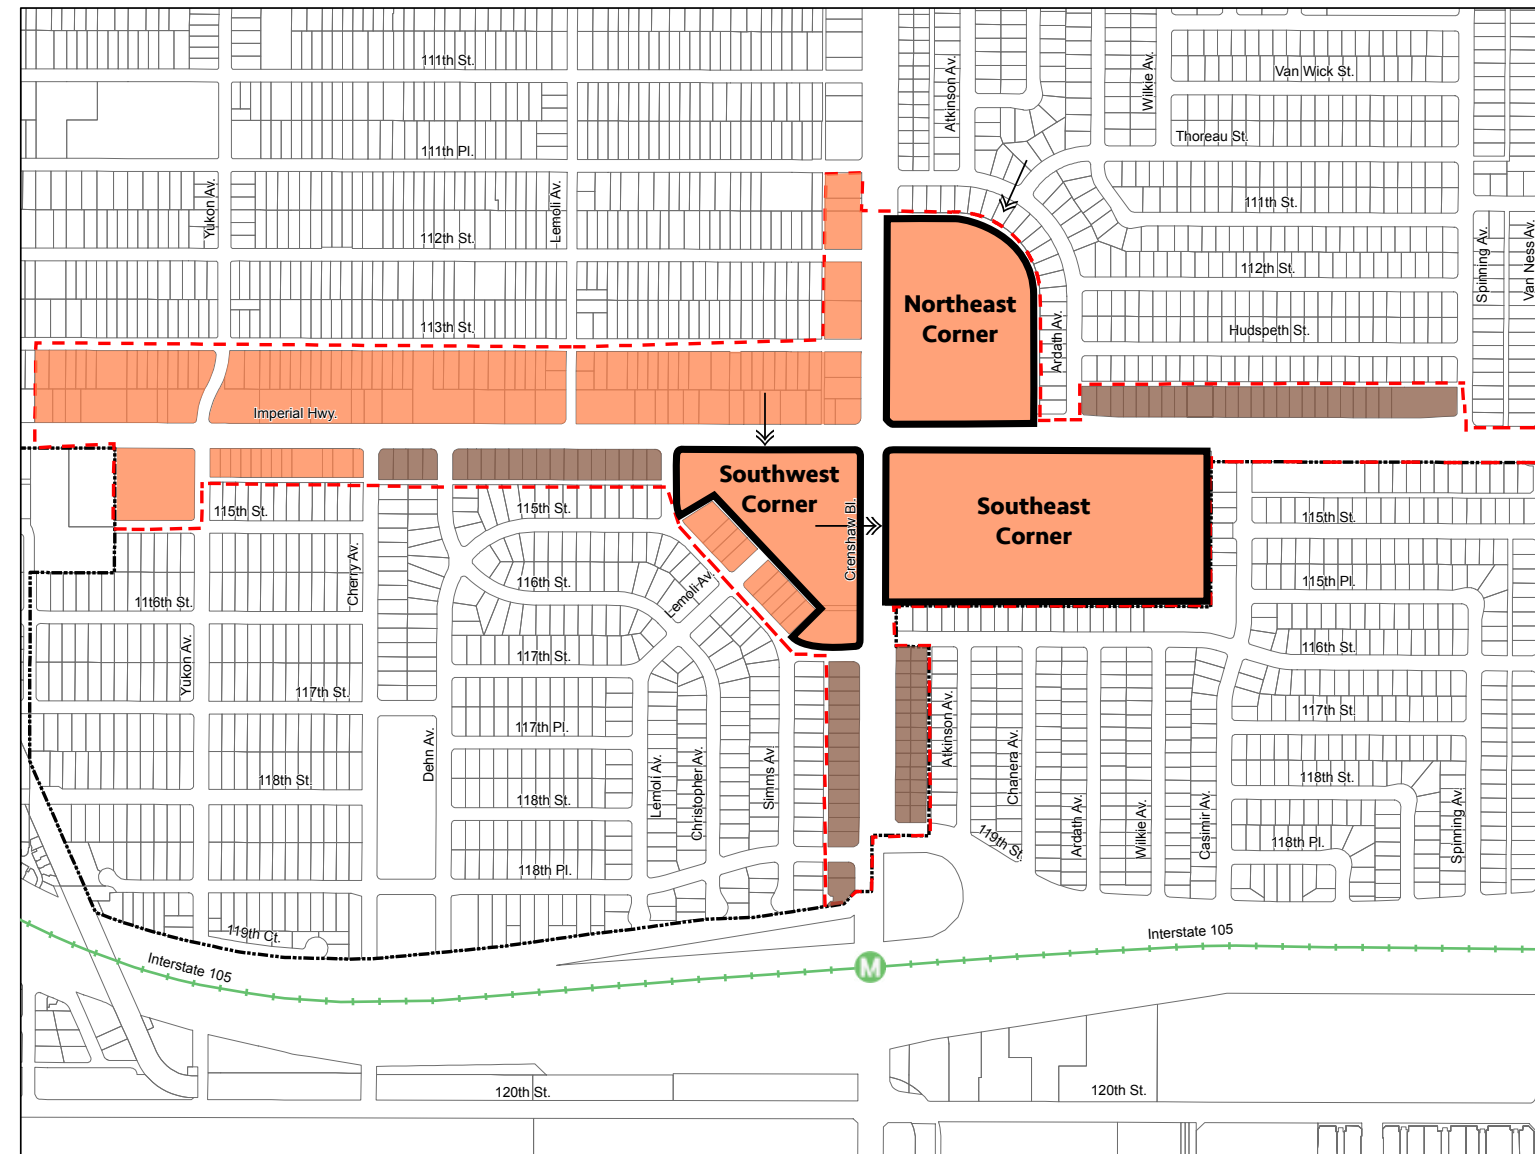 111th St.
Atkinson Av.
Wilkie Av.
Van Wick St.
Thoreau St.
111th Pl.
Yukon Av.
Lemoli Av.
112th St.
111th St.
Spinning Av.
Van Ness Av.
112th St.
113th St.
Northeast
Corner
Ardath Av.
Hudspeth St.
Imperial Hwy.
Southwest
Corner
Crenshaw Bl.
Southeast
Corner
115th St.
115th St.
115th St.
Cherry Av.
116th St.
Lemoli Av.
115th Pl.
11t6th St.
Yukon Av.
117th St.
116th St.
117th St.
117th Pl.
Atkinson Av.
117th St.
Dehn Av.
Lemoli Av.
Christopher Av.
Simms Av.
Chanera Av.
118th St.
118th St.
118th St.
Ardath Av.
Wilkie Av.
Casimir Av.
Spinning Av.
118th Pl.
119th St.
118th Pl.
119th Ct.
Interstate 105
Interstate 105
M
120th St.
120th St.